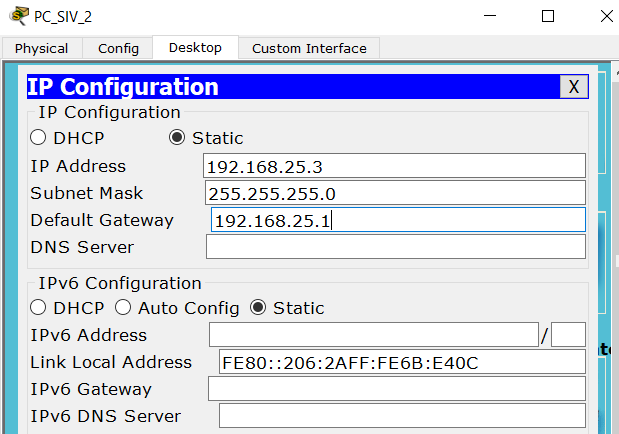 PC_SIV_2
Physical Config Desktop Custom Interface
IP Configuration X
IP Configuration
DHCP Static
IP Address 192.168.25.3
Subnet Mask 255.255.255.0
Default Gateway 192.168.25.1
DNS Server
IPv6 Configuration
DHCP Auto Config Static
IPv6 Address /
Link Local Address FE80::206:2AFF:FE6B:E40C
IPv6 Gateway
IPv6 DNS Server